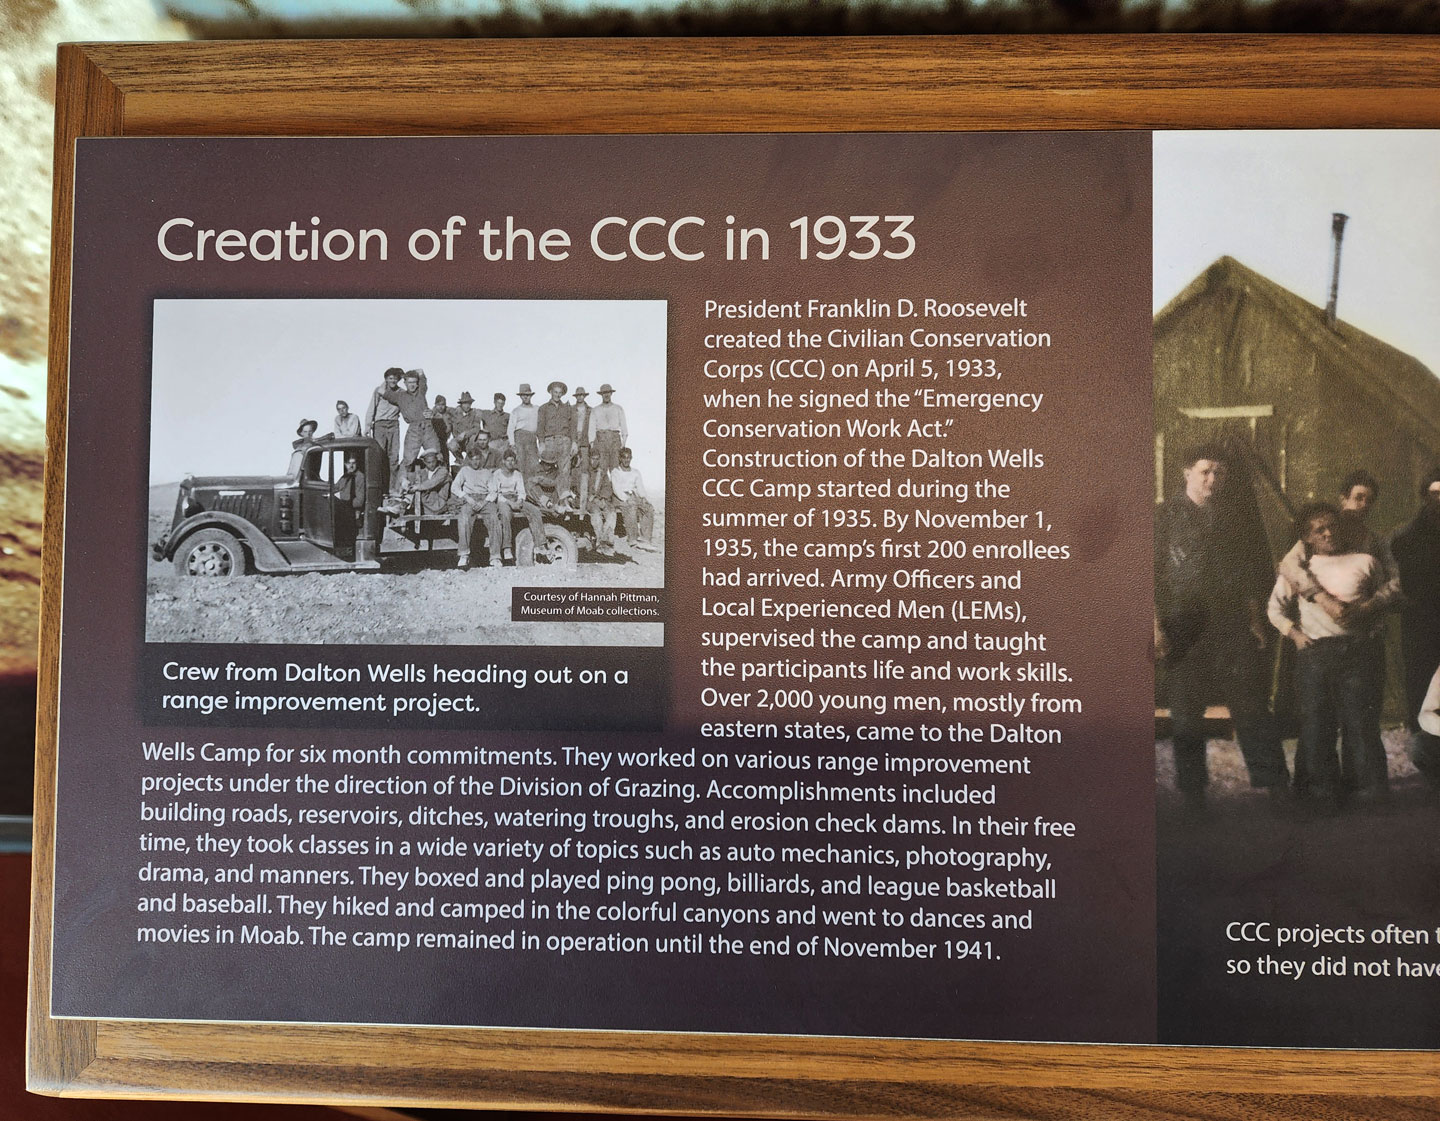 Creation of the CCC in 1933
Courtesy of Hannah Pittman,
Museum of Moab collections.
Crew from Dalton Wells heading out on a
range improvement project.
President Franklin D. Roosevelt
created the Civilian Conservation
Corps (CCC) on April 5, 1933,
when he signed the “Emergency
Conservation Work Act.”
Construction of the Dalton Wells
CCC Camp started during the
summer of 1935. By November 1,
1935, the camp’s first 200 enrollees
had arrived. Army Officers and
Local Experienced Men (LEMs),
supervised the camp and taught
the participants life and work skills.
Over 2,000 young men, mostly from
eastern states, came to the Dalton
Wells Camp for six month commitments. They worked on various range improvement
projects under the direction of the Division of Grazing. Accomplishments included
building roads, reservoirs, ditches, watering troughs, and erosion check dams. In their free
time, they took classes in a wide variety of topics such as auto mechanics, photography,
drama, and manners. They boxed and played ping pong, billiards, and league basketball
and baseball. They hiked and camped in the colorful canyons and went to dances and
movies in Moab. The camp remained in operation until the end of November 1941.
CCC projects often
so they did not have